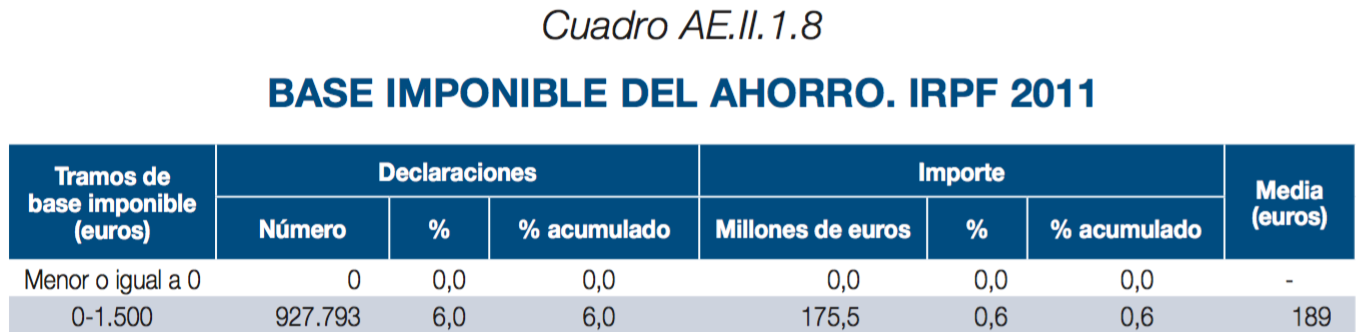 Cuadro AE.II.1.8
BASE IMPONIBLE DEL AHORRO. IRPF 2011
Tramos de base imponible (euros) Declaraciones Importe Media (euros)
Número % % acumulado Millones de euros % % acumulado
Menor o igual a 0 0 0,0 0,0 0,0 0,0 0,0 -
0-1.500 927.793 6,0 6,0 175,5 0,6 0,6 189